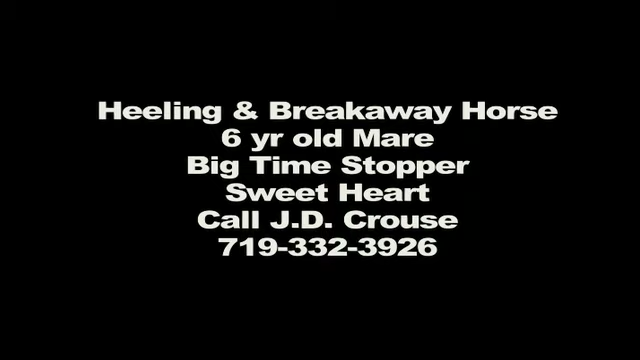 Heeling & Breakaway Horse
6 yr old Mare
Big Time Stopper
Sweet Heart
Call J.D. Crouse
719-332-3926